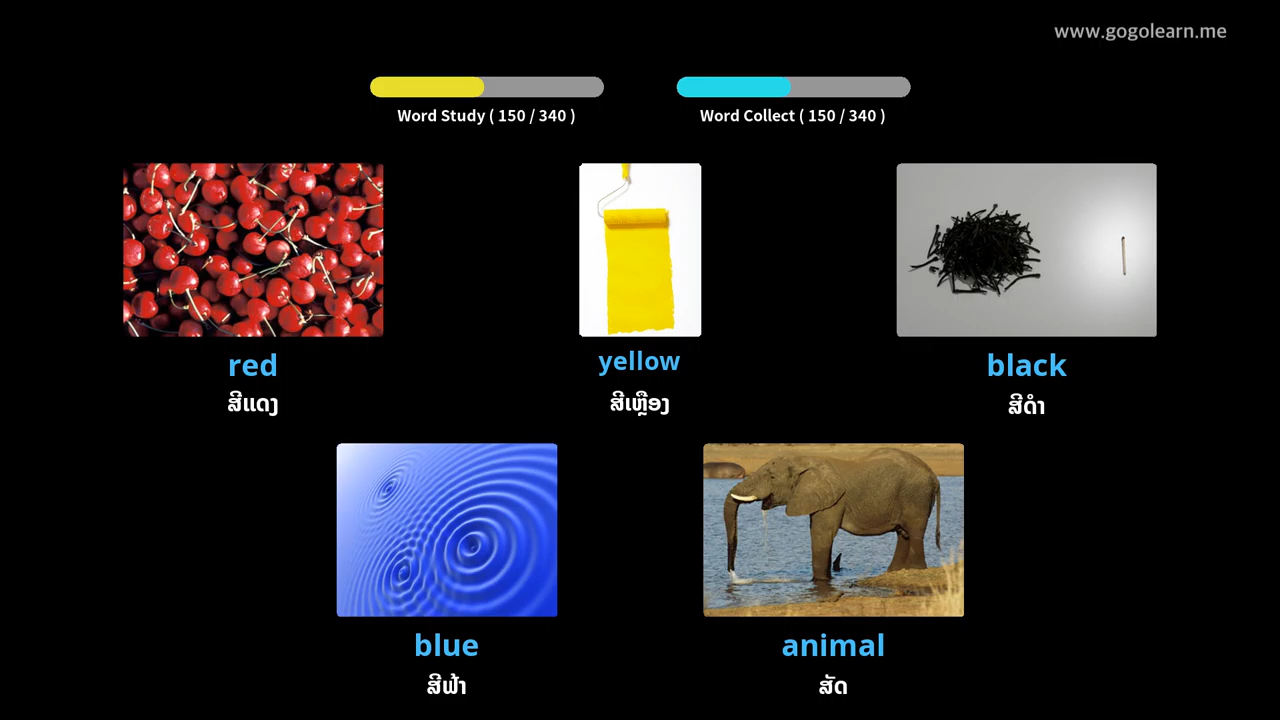 www.gogolearn.me
Word Study ( 150 / 340 )
Word Collect ( 150 / 340 )
red
ສີແດງ
yellow
ສີເຫຼືອງ
black
ສີດຳ
blue
ສີຟ້າ
animal
ສັດ